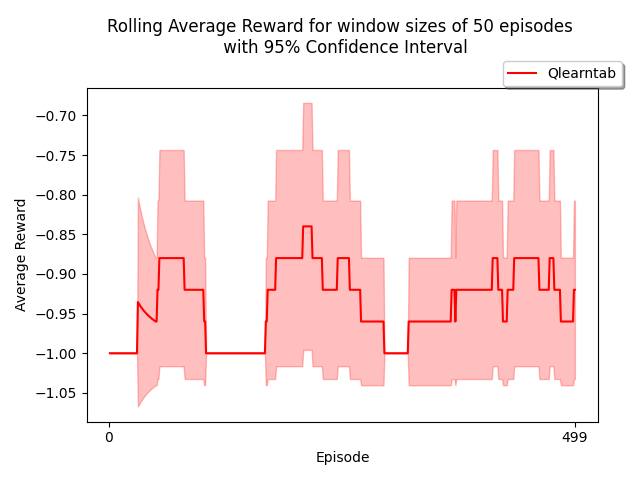 Rolling Average Reward for window sizes of 50 episodes
with 95% Confidence Interval
Qlearntab
−0.70
−0.75
−0.80
−0.85
−0.90
−0.95
−1.00
−1.05
Average Reward
0
499
Episode